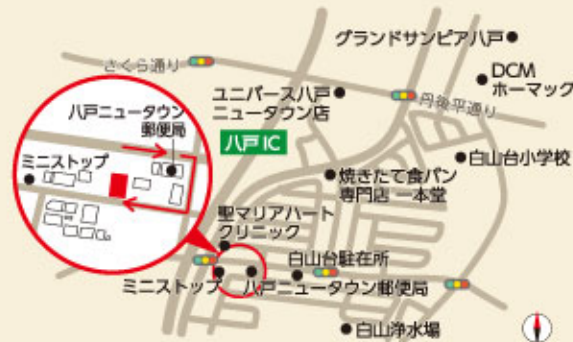 グランドサンピア八戸
さくら通り
DCM
ホーマック
ユニバース八戸
ニュータウン店
丹後平通り
八戸ニュータウン
郵便局
八戸IC
ミニストップ
白山台小学校
焼きたて食パン
専門店 一本堂
聖マリアハート
クリニック
白山台駐在所
ミニストップ
八戸ニュータウン郵便局
白山浄水場